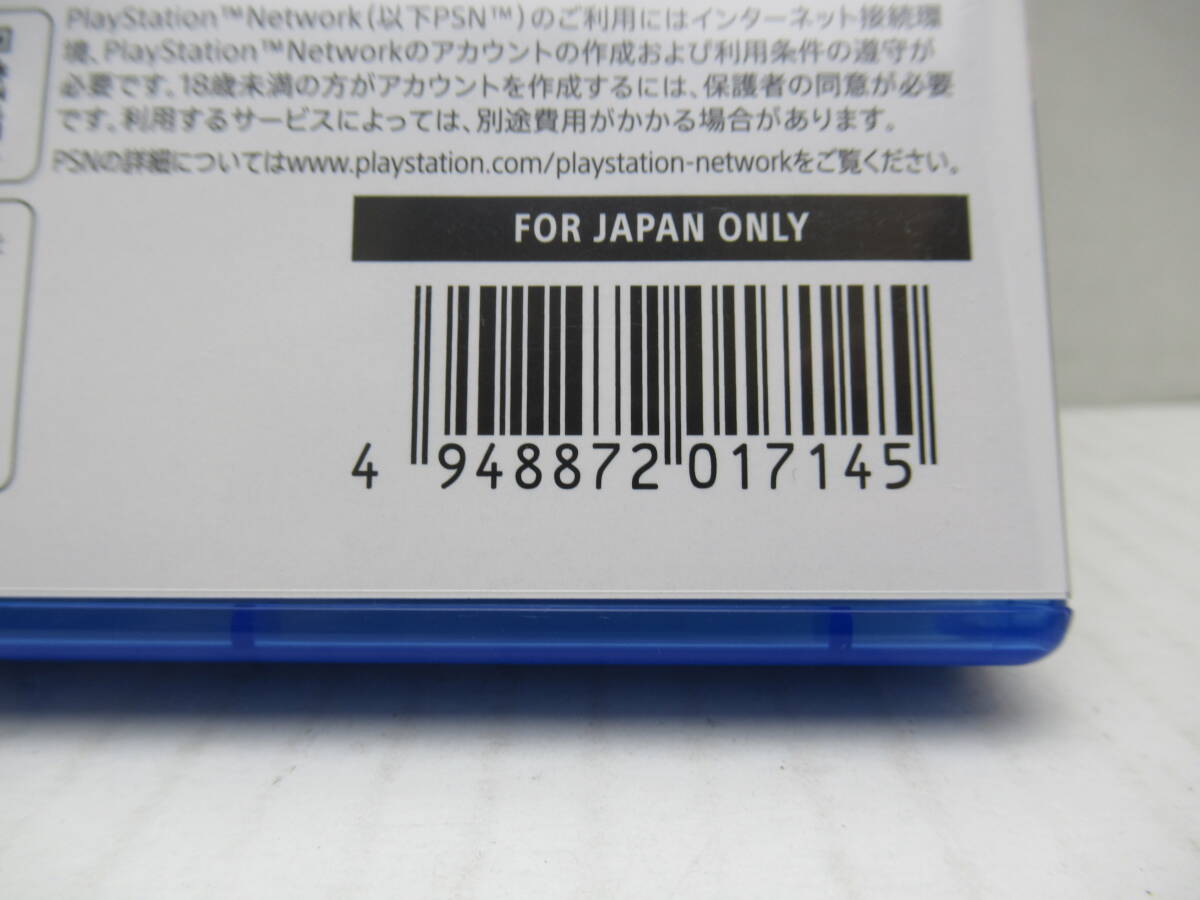 PlayStation™Network(以下PSN™)のご利用にはインターネット接続環
境、PlayStation™Networkのアカウントの作成および利用条件の遵守が
必要です。18歳未満の方がアカウントを作成するには、保護者の同意が必要
です。利用するサービスによっては、別途費用がかかる場合があります。
PSNの詳細についてはwww.playstation.com/playstation-networkをご覧ください。
FOR JAPAN ONLY
4 948872 017145